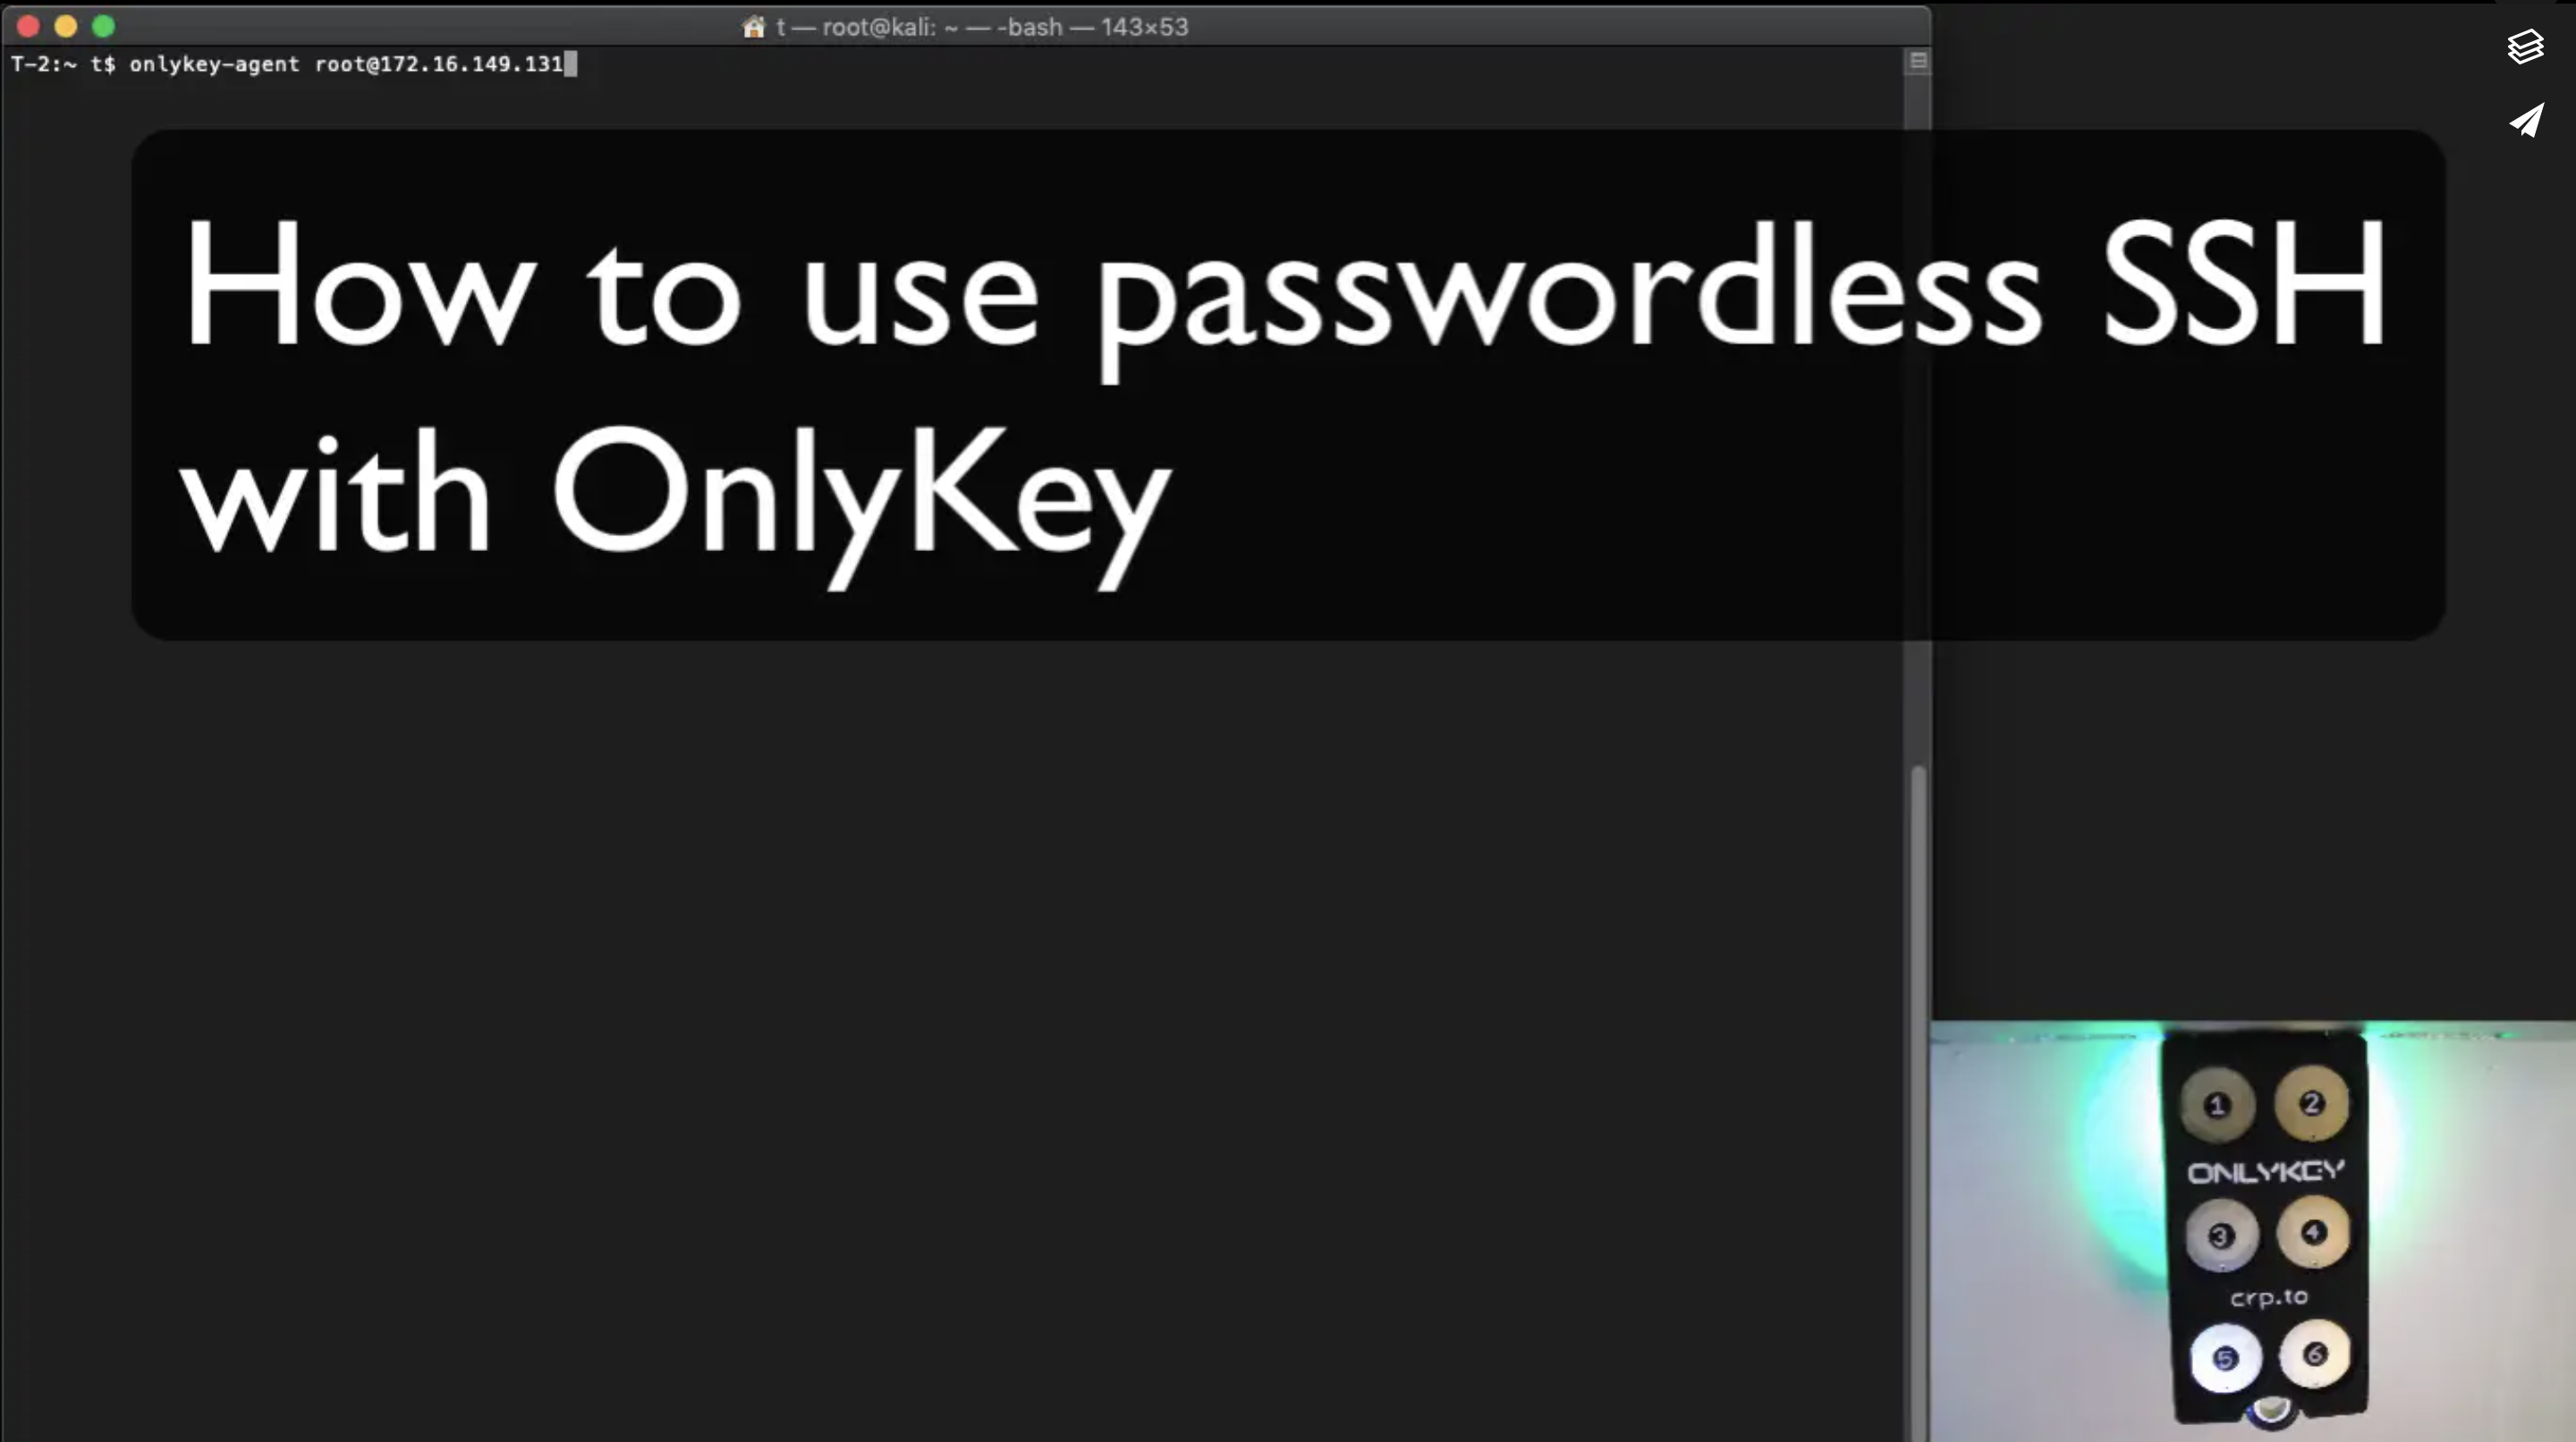 t — root@kali: ~ — -bash — 143×53
T-2:~ t$ onlykey-agent root@172.16.149.131
How to use passwordless SSH
with OnlyKey
1 2
ONLYKEY
3 4
crp.to
5 6